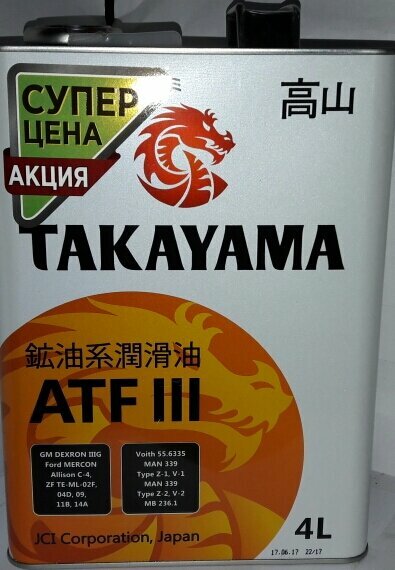 СУПЕР
ЦЕНА
АКЦИЯ
高山
TAKAYAMA
鉱油系潤滑油
ATF III
GM DEXRON IIIG
Ford MERCON
Allison C-4,
ZF TE-ML-02F,
04D, 09,
11B, 14A
Voith 55.6335
MAN 339
Type Z-1, V-1
MAN 339
Type Z-2, V-2
MB 236.1
JCI Corporation, Japan
4L
17.06.17 22/17